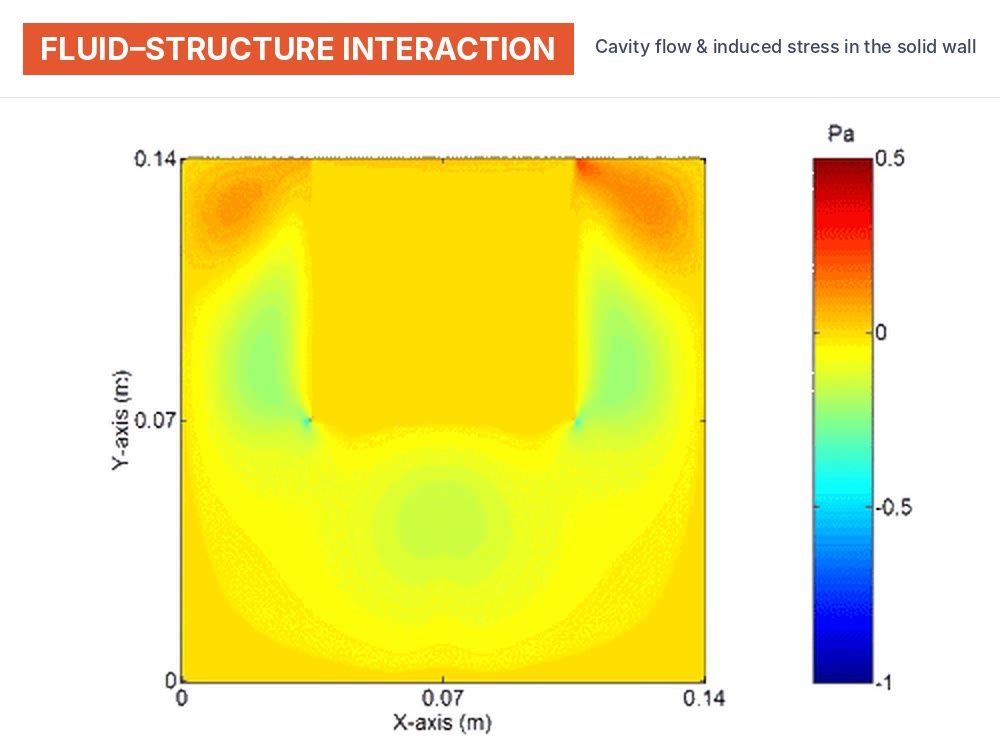 FLUID–STRUCTURE INTERACTION
Cavity flow & induced stress in the solid wall
Pa
0.14
0.5
0
Y-axis (m)
0.07
-0.5
0
-1
0
0.07
0.14
X-axis (m)